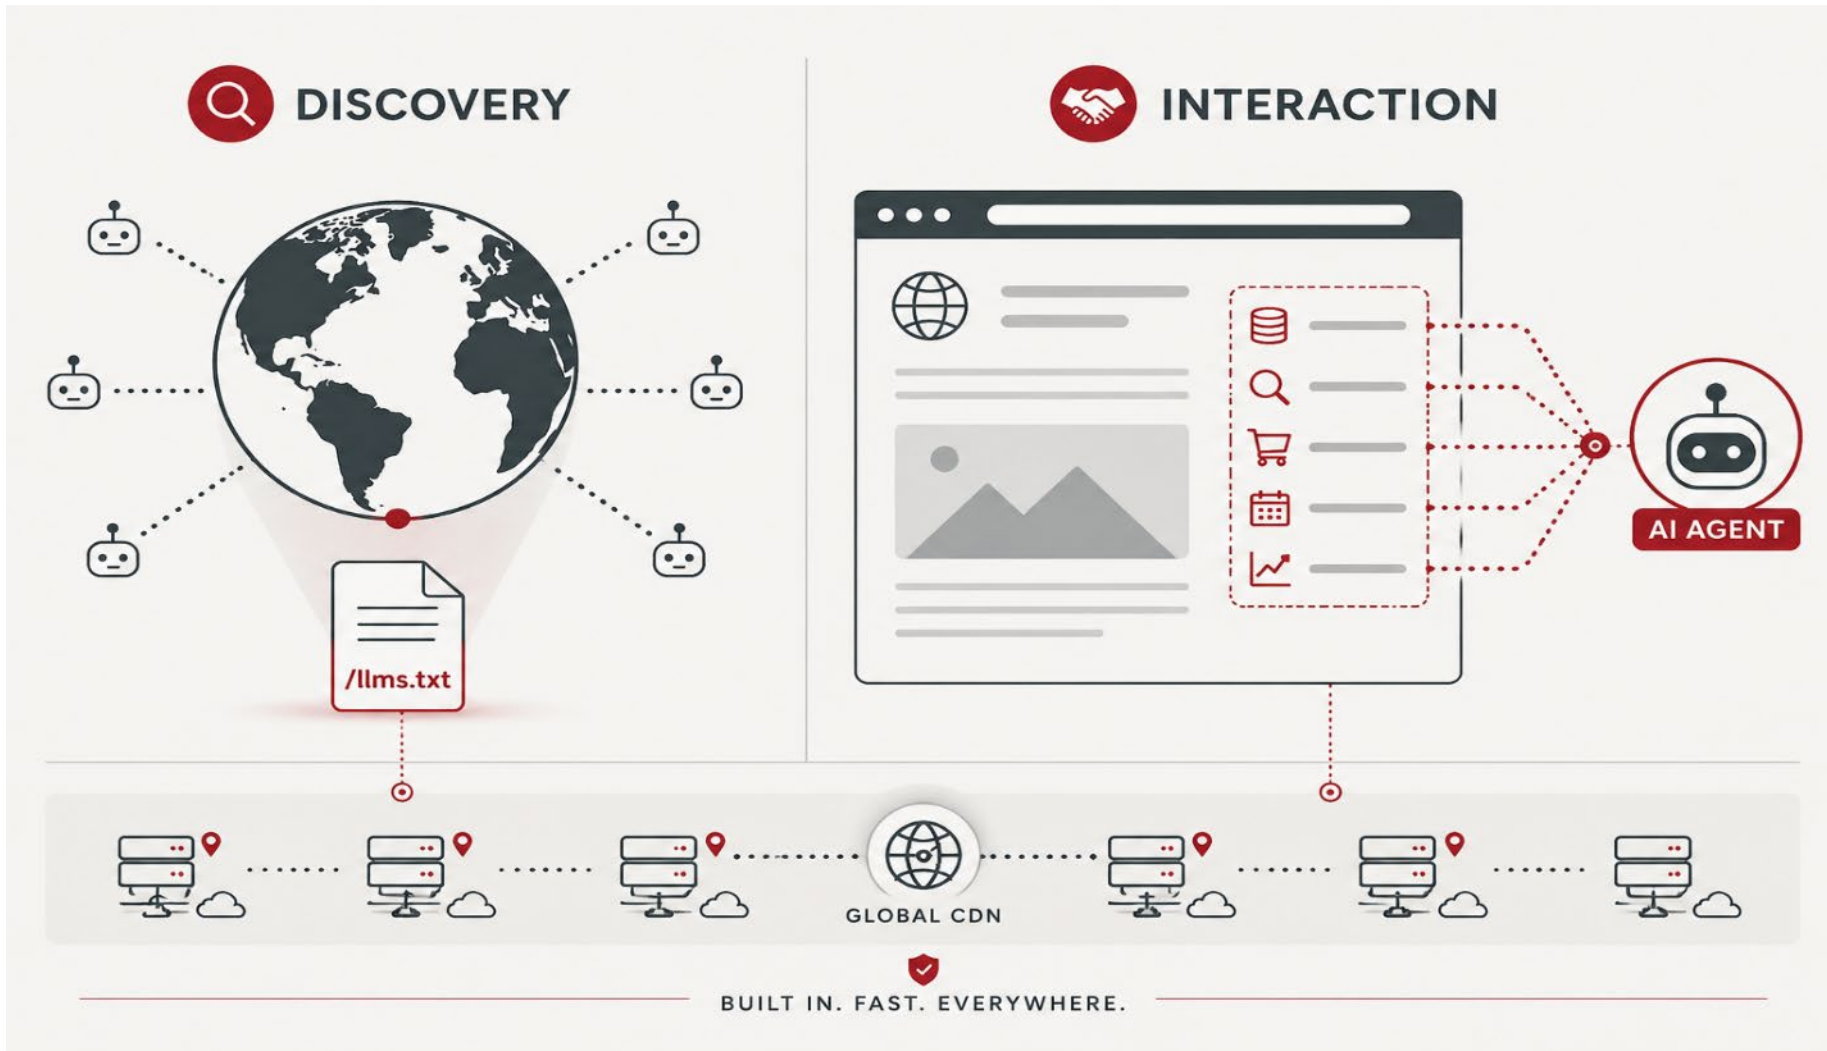 DISCOVERY
INTERACTION
/llms.txt
AI AGENT
GLOBAL CDN
BUILT IN. FAST. EVERYWHERE.